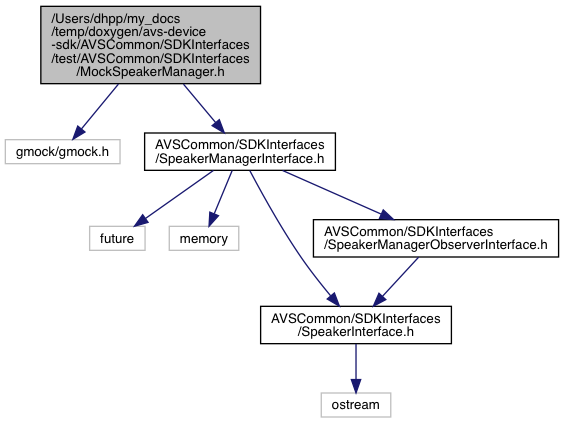 /Users/dhpp/my_docs
/temp/doxygen/avs-device
-sdk/AVSCommon/SDKInterfaces
/test/AVSCommon/SDKInterfaces
/MockSpeakerManager.h
gmock/gmock.h
AVSCommon/SDKInterfaces
/SpeakerManagerInterface.h
future
memory
AVSCommon/SDKInterfaces
/SpeakerManagerObserverInterface.h
AVSCommon/SDKInterfaces
/SpeakerInterface.h
ostream